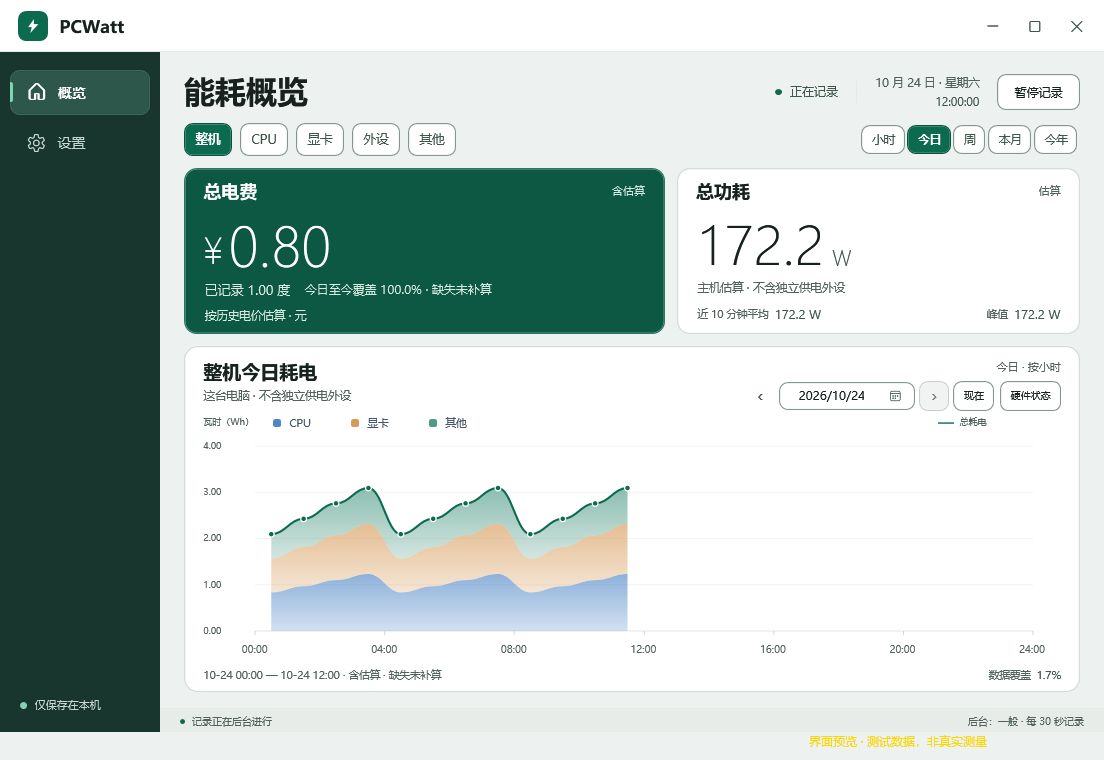 PCWatt
概览
设置
仅保存在本机
能耗概览
正在记录
10 月 24 日 · 星期六
12:00:00
暂停记录
整机 CPU 显卡 外设 其他
小时 今日 周 本月 今年
总电费
含估算
¥0.80
已记录 1.00 度 今日至今覆盖 100.0% · 缺失未补算
按历史电价估算 · 元
总功耗
估算
172.2 W
主机估算 · 不含独立供电外设
近 10 分钟平均 172.2 W
峰值 172.2 W
整机今日耗电
今日 · 按小时
这台电脑 · 不含独立供电外设
‹ 2026/10/24 › 现在 硬件状态
瓦时（Wh） CPU 显卡 其他
总耗电
4.00
3.00
2.00
1.00
0.00
00:00 04:00 08:00 12:00 16:00 20:00 24:00
10-24 00:00 — 10-24 12:00 · 含估算 · 缺失未补算
数据覆盖 1.7%
记录正在后台进行
后台：一般 · 每 30 秒记录
界面预览 · 测试数据，非真实测量